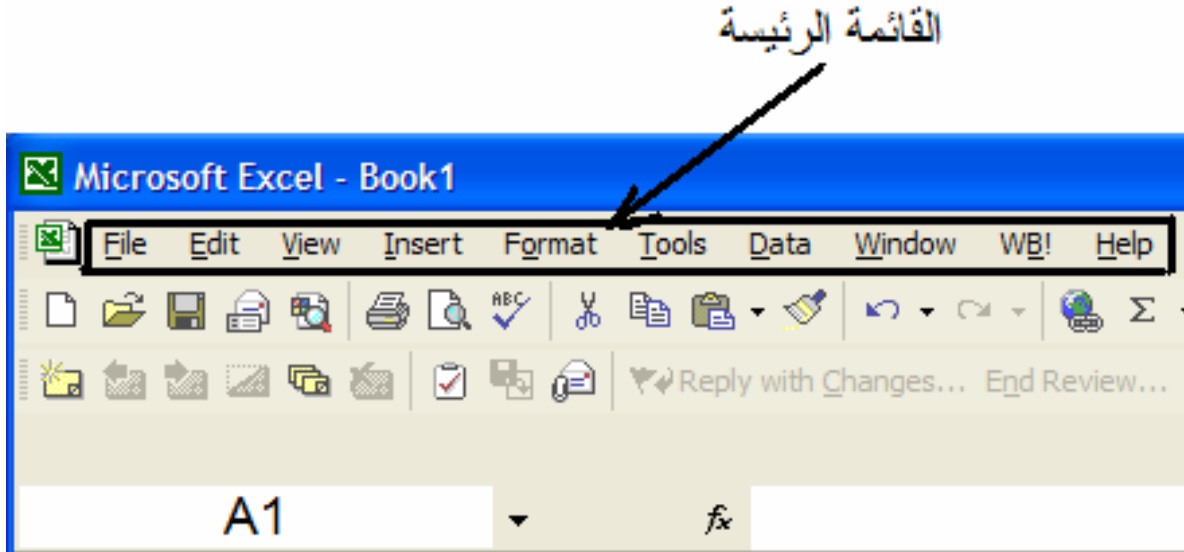 القائمة الرئيسة
Microsoft Excel - Book1
File Edit View Insert Format Tools Data Window WB! Help
ABC Σ
Reply with Changes... End Review...
A1 fx